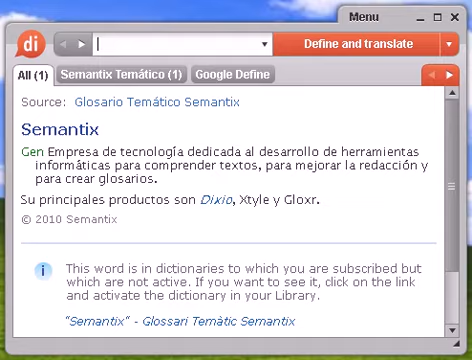 Menu
di
Define and translate
All (1)
Semantix Temático (1)
Google Define
Source: Glosario Temático Semantix
Semantix
Gen Empresa de tecnología dedicada al desarrollo de herramientas
informáticas para comprender textos, para mejorar la redacción y
para crear glosarios.
Su principales productos son Dixio, Xtyle y Gloxr.
© 2010 Semantix
i
This word is in dictionaries to which you are subscribed but
which are not active. If you want to see it, click on the link
and activate the dictionary in your Library.
"Semantix" - Glossari Temàtic Semantix